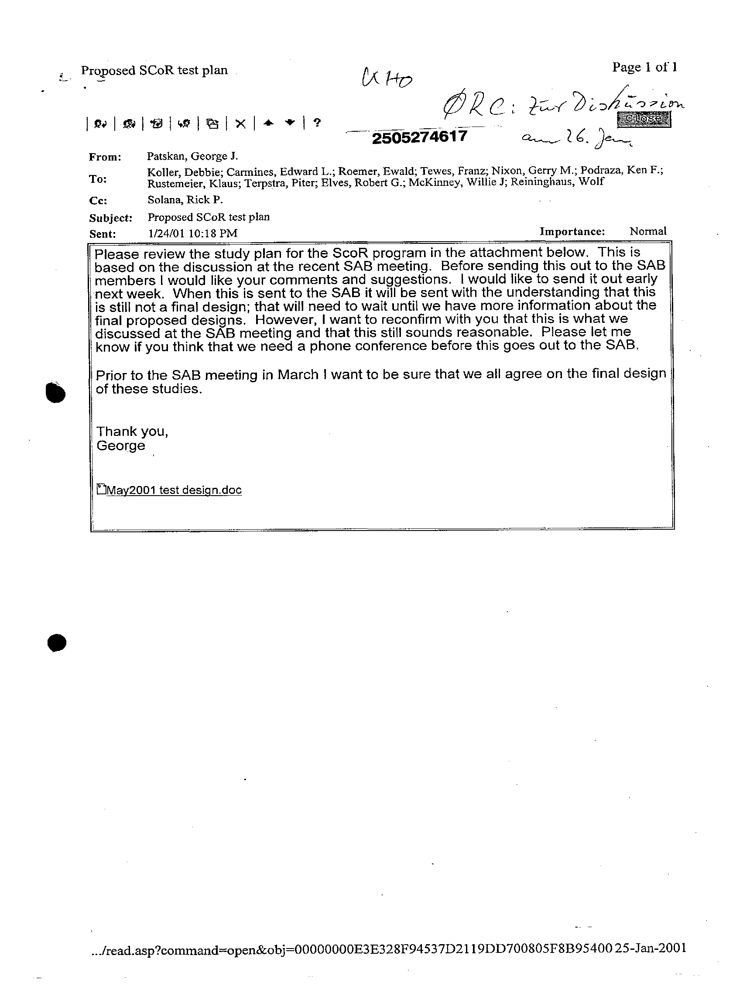 Proposed SCoR test plan
Page 1 of 1
ØRC: Zur Diskussion
am 26. Jan
CLOSE
2505274617
From: Patskan, George J.
To: Koller, Debbie; Carmines, Edward L.; Roemer, Ewald; Tewes, Franz; Nixon, Gerry M.; Podraza, Ken F.;
Rustemeier, Klaus; Terpstra, Piter; Elves, Robert G.; McKinney, Willie J; Reininghaus, Wolf
Cc: Solana, Rick P.
Subject: Proposed SCoR test plan
Sent: 1/24/01 10:18 PM Importance: Normal
Please review the study plan for the ScoR program in the attachment below. This is
based on the discussion at the recent SAB meeting. Before sending this out to the SAB
members I would like your comments and suggestions. I would like to send it out early
next week. When this is sent to the SAB it will be sent with the understanding that this
is still not a final design; that will need to wait until we have more information about the
final proposed designs. However, I want to reconfirm with you that this is what we
discussed at the SAB meeting and that this still sounds reasonable. Please let me
know if you think that we need a phone conference before this goes out to the SAB.
Prior to the SAB meeting in March I want to be sure that we all agree on the final design
of these studies.
Thank you,
George
May2001 test design.doc
.../read.asp?command=open&obj=00000000E3E328F94537D2119DD700805F8B9540025-Jan-2001